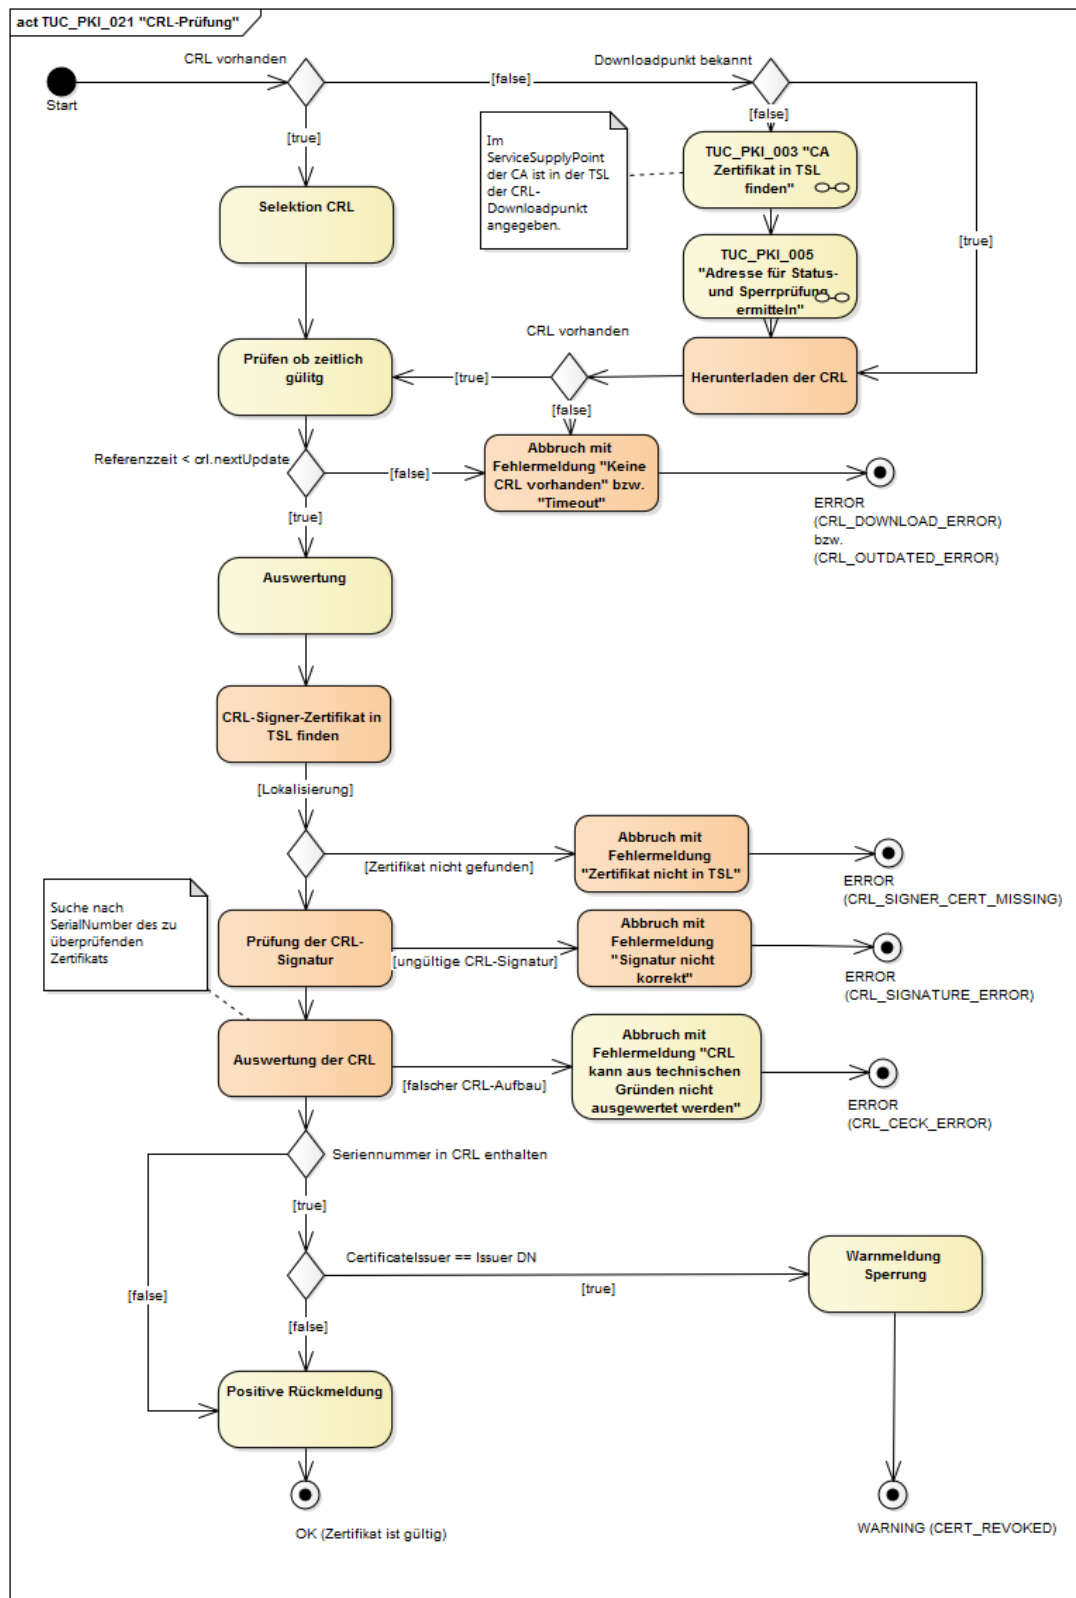 act TUC_PKI_021 "CRL-Prüfung"
CRL vorhanden
Downloadpunkt bekannt
[false]
Start
[true]
[false]
Im
ServiceSupplyPoint
der CA ist in der TSL
der CRL-
Downloadpunkt
angegeben.
TUC_PKI_003 "CA
Zertifikat in TSL
finden"
Selektion CRL
[true]
TUC_PKI_005
"Adresse für Status-
und Sperrprüfung
ermitteln"
CRL vorhanden
Prüfen ob zeitlich
gülitg
[true]
Herunterladen der CRL
[false]
Referenzzeit < crl.nextUpdate
[false]
Abbruch mit
Fehlermeldung "Keine
CRL vorhanden" bzw.
"Timeout"
ERROR
(CRL_DOWNLOAD_ERROR)
bzw.
(CRL_OUTDATED_ERROR)
[true]
Auswertung
CRL-Signer-Zertifikat in
TSL finden
[Lokalisierung]
[Zertifikat nicht gefunden]
Abbruch mit
Fehlermeldung
"Zertifikat nicht in TSL"
ERROR
(CRL_SIGNER_CERT_MISSING)
Suche nach
SerialNumber des zu
überprüfenden
Zertifikats
Prüfung der CRL-
Signatur
[ungültige CRL-Signatur]
Abbruch mit
Fehlermeldung
"Signatur nicht
korrekt"
ERROR
(CRL_SIGNATURE_ERROR)
Auswertung der CRL
[falscher CRL-Aufbau]
Abbruch mit
Fehlermeldung "CRL
kann aus technischen
Gründen nicht
ausgewertet werden"
ERROR
(CRL_CECK_ERROR)
Seriennummer in CRL enthalten
[true]
CertificateIssuer == Issuer DN
[true]
Warnmeldung
Sperrung
[false]
[false]
Positive Rückmeldung
OK (Zertifikat ist gültig)
WARNING (CERT_REVOKED)